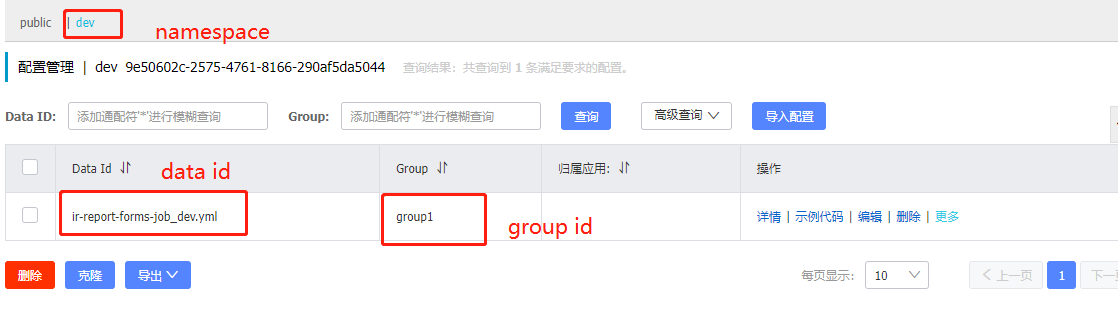 public | dev
namespace
配置管理 | dev 9e50602c-2575-4761-8166-290af5da5044 查询结果：共查询到 1 条满足要求的配置。
Data ID: 添加通配符'*'进行模糊查询 Group: 添加通配符'*'进行模糊查询 查询 高级查询 导入配置
Data Id data id Group 归属应用: 操作
ir-report-forms-job_dev.yml group1 group id 详情 | 示例代码 | 编辑 | 删除 | 更多
删除 克隆 导出 每页显示: 10 < 上一页 1 下一